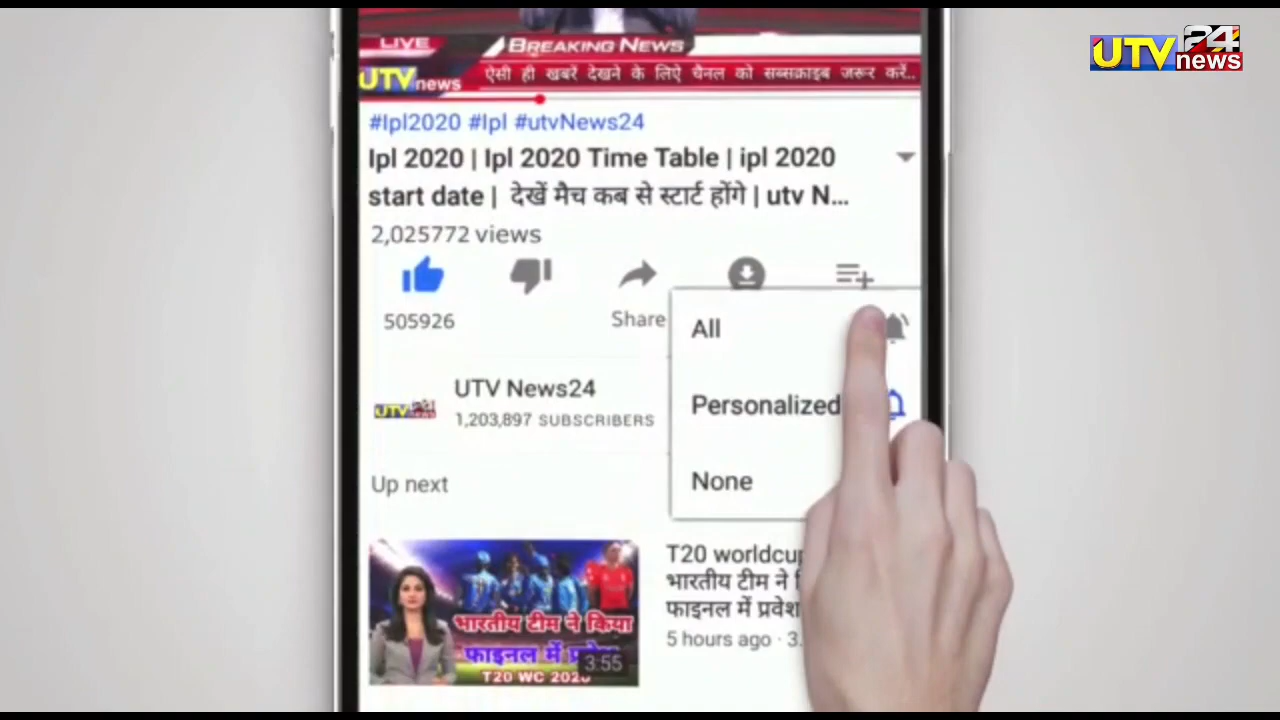 UTV 24 news
LIVE BREAKING NEWS
UTV news ऐसी ही खबरें देखने के लिऐ चैनल को सब्सक्राइब जरूर करें..
#Ipl2020 #Ipl #utvNews24
Ipl 2020 | Ipl 2020 Time Table | ipl 2020
start date | देखें मैच कब से स्टार्ट होंगे | utv N...
2,025772 views
505926
Share
All
UTV News24
1,203,897 SUBSCRIBERS
Personalized
None
Up next
T20 worldcup
भारतीय टीम ने
फाइनल में प्रवेश
5 hours ago · 3.
भारतीय टीम ने किया
फाइनल में
3:55
T20 WC 2020